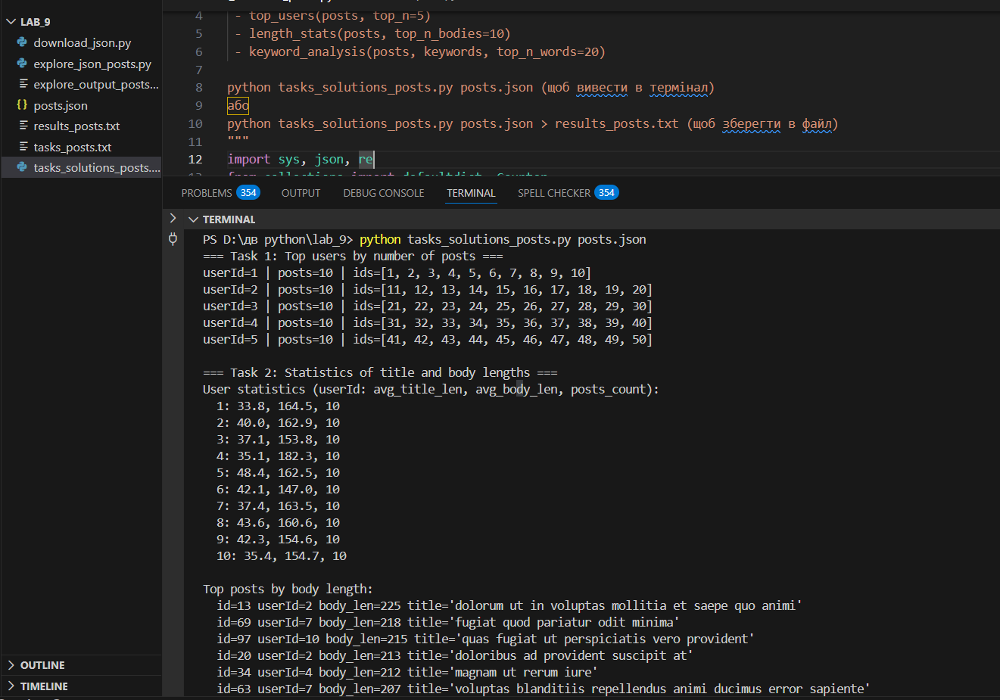 LAB_9
download_json.py
explore_json_posts.py
explore_output_posts...
posts.json
results_posts.txt
tasks_posts.txt
tasks_solutions_posts....
OUTLINE
TIMELINE
4 - top_users(posts, top_n=5)
5 - length_stats(posts, top_n_bodies=10)
6 - keyword_analysis(posts, keywords, top_n_words=20)
7
8 python tasks_solutions_posts.py posts.json (щоб вивести в термінал)
9 або
10 python tasks_solutions_posts.py posts.json > results_posts.txt (щоб зберегти в файл)
11 """
12 import sys, json, re
13 from collections import defaultdict, Counter
PROBLEMS 354 OUTPUT DEBUG CONSOLE TERMINAL SPELL CHECKER 354
TERMINAL
PS D:\дв python\lab_9> python tasks_solutions_posts.py posts.json
=== Task 1: Top users by number of posts ===
userId=1 | posts=10 | ids=[1, 2, 3, 4, 5, 6, 7, 8, 9, 10]
userId=2 | posts=10 | ids=[11, 12, 13, 14, 15, 16, 17, 18, 19, 20]
userId=3 | posts=10 | ids=[21, 22, 23, 24, 25, 26, 27, 28, 29, 30]
userId=4 | posts=10 | ids=[31, 32, 33, 34, 35, 36, 37, 38, 39, 40]
userId=5 | posts=10 | ids=[41, 42, 43, 44, 45, 46, 47, 48, 49, 50]
=== Task 2: Statistics of title and body lengths ===
User statistics (userId: avg_title_len, avg_body_len, posts_count):
1: 33.8, 164.5, 10
2: 40.0, 162.9, 10
3: 37.1, 153.8, 10
4: 35.1, 182.3, 10
5: 48.4, 162.5, 10
6: 42.1, 147.0, 10
7: 37.4, 163.5, 10
8: 43.6, 160.6, 10
9: 42.3, 154.6, 10
10: 35.4, 154.7, 10
Top posts by body length:
id=13 userId=2 body_len=225 title='dolorum ut in voluptas mollitia et saepe quo animi'
id=69 userId=7 body_len=218 title='fugiat quod pariatur odit minima'
id=97 userId=10 body_len=215 title='quas fugiat ut perspiciatis vero provident'
id=20 userId=2 body_len=213 title='doloribus ad provident suscipit at'
id=34 userId=4 body_len=212 title='magnam ut rerum iure'
id=63 userId=7 body_len=207 title='voluptas blanditiis repellendus animi ducimus error sapiente'